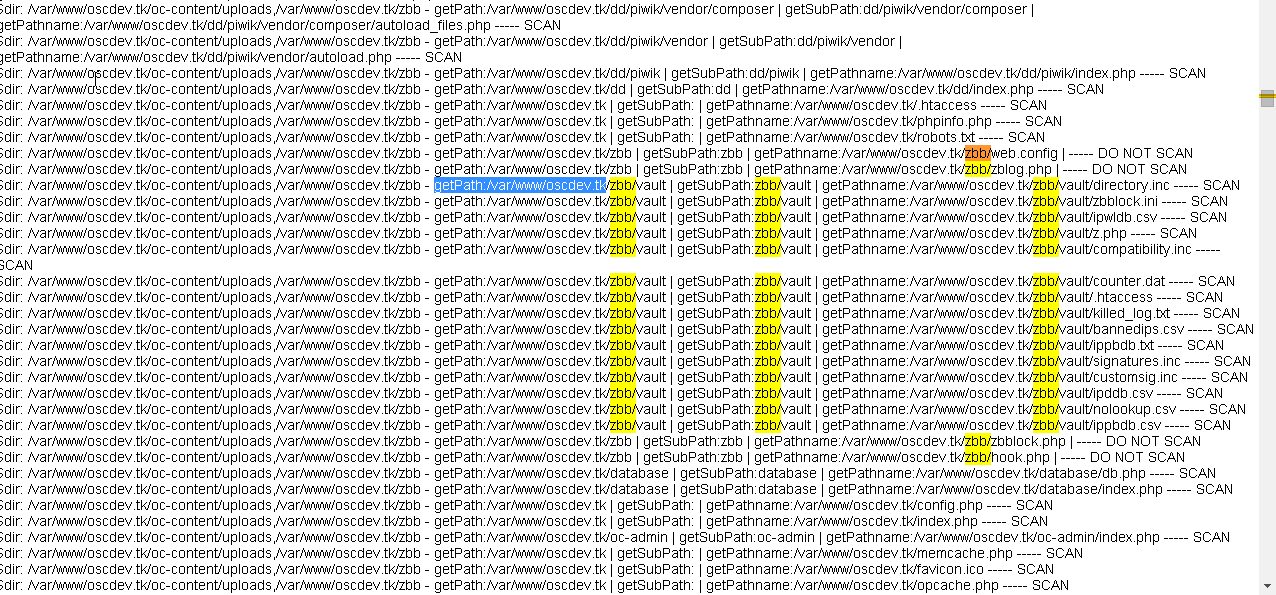 $dir: /var/www/oscdev.tk/oc-content/uploads,/var/www/oscdev.tk/zbb - getPath:/var/www/oscdev.tk/dd/piwik/vendor/composer | getSubPath:dd/piwik/vendor/composer |
getPathname:/var/www/oscdev.tk/dd/piwik/vendor/composer/autoload_files.php ----- SCAN
$dir: /var/www/oscdev.tk/oc-content/uploads,/var/www/oscdev.tk/zbb - getPath:/var/www/oscdev.tk/dd/piwik/vendor | getSubPath:dd/piwik/vendor |
getPathname:/var/www/oscdev.tk/dd/piwik/vendor/autoload.php ----- SCAN
$dir: /var/www/oscdev.tk/oc-content/uploads,/var/www/oscdev.tk/zbb - getPath:/var/www/oscdev.tk/dd/piwik | getSubPath:dd/piwik | getPathname:/var/www/oscdev.tk/dd/piwik/index.php ----- SCAN
$dir: /var/www/oscdev.tk/oc-content/uploads,/var/www/oscdev.tk/zbb - getPath:/var/www/oscdev.tk/dd | getSubPath:dd | getPathname:/var/www/oscdev.tk/dd/index.php ----- SCAN
$dir: /var/www/oscdev.tk/oc-content/uploads,/var/www/oscdev.tk/zbb - getPath:/var/www/oscdev.tk | getSubPath: | getPathname:/var/www/oscdev.tk/.htaccess ----- SCAN
$dir: /var/www/oscdev.tk/oc-content/uploads,/var/www/oscdev.tk/zbb - getPath:/var/www/oscdev.tk | getSubPath: | getPathname:/var/www/oscdev.tk/phpinfo.php ----- SCAN
$dir: /var/www/oscdev.tk/oc-content/uploads,/var/www/oscdev.tk/zbb - getPath:/var/www/oscdev.tk | getSubPath: | getPathname:/var/www/oscdev.tk/robots.txt ----- SCAN
$dir: /var/www/oscdev.tk/oc-content/uploads,/var/www/oscdev.tk/zbb - getPath:/var/www/oscdev.tk/zbb | getSubPath:zbb | getPathname:/var/www/oscdev.tk/zbb/web.config | ----- DO NOT SCAN
$dir: /var/www/oscdev.tk/oc-content/uploads,/var/www/oscdev.tk/zbb - getPath:/var/www/oscdev.tk/zbb | getSubPath:zbb | getPathname:/var/www/oscdev.tk/zbb/zblog.php | ----- DO NOT SCAN
$dir: /var/www/oscdev.tk/oc-content/uploads,/var/www/oscdev.tk/zbb - getPath:/var/www/oscdev.tk/zbb/vault | getSubPath:zbb/vault | getPathname:/var/www/oscdev.tk/zbb/vault/directory.inc ----- SCAN
$dir: /var/www/oscdev.tk/oc-content/uploads,/var/www/oscdev.tk/zbb - getPath:/var/www/oscdev.tk/zbb/vault | getSubPath:zbb/vault | getPathname:/var/www/oscdev.tk/zbb/vault/zbblock.ini ----- SCAN
$dir: /var/www/oscdev.tk/oc-content/uploads,/var/www/oscdev.tk/zbb - getPath:/var/www/oscdev.tk/zbb/vault | getSubPath:zbb/vault | getPathname:/var/www/oscdev.tk/zbb/vault/ipwldb.csv ----- SCAN
$dir: /var/www/oscdev.tk/oc-content/uploads,/var/www/oscdev.tk/zbb - getPath:/var/www/oscdev.tk/zbb/vault | getSubPath:zbb/vault | getPathname:/var/www/oscdev.tk/zbb/vault/z.php ----- SCAN
$dir: /var/www/oscdev.tk/oc-content/uploads,/var/www/oscdev.tk/zbb - getPath:/var/www/oscdev.tk/zbb/vault | getSubPath:zbb/vault | getPathname:/var/www/oscdev.tk/zbb/vault/compatibility.inc -----
SCAN
$dir: /var/www/oscdev.tk/oc-content/uploads,/var/www/oscdev.tk/zbb - getPath:/var/www/oscdev.tk/zbb/vault | getSubPath:zbb/vault | getPathname:/var/www/oscdev.tk/zbb/vault/counter.dat ----- SCAN
$dir: /var/www/oscdev.tk/oc-content/uploads,/var/www/oscdev.tk/zbb - getPath:/var/www/oscdev.tk/zbb/vault | getSubPath:zbb/vault | getPathname:/var/www/oscdev.tk/zbb/vault/.htaccess ----- SCAN
$dir: /var/www/oscdev.tk/oc-content/uploads,/var/www/oscdev.tk/zbb - getPath:/var/www/oscdev.tk/zbb/vault | getSubPath:zbb/vault | getPathname:/var/www/oscdev.tk/zbb/vault/killed_log.txt ----- SCAN
$dir: /var/www/oscdev.tk/oc-content/uploads,/var/www/oscdev.tk/zbb - getPath:/var/www/oscdev.tk/zbb/vault | getSubPath:zbb/vault | getPathname:/var/www/oscdev.tk/zbb/vault/bannedips.csv ----- SCAN
$dir: /var/www/oscdev.tk/oc-content/uploads,/var/www/oscdev.tk/zbb - getPath:/var/www/oscdev.tk/zbb/vault | getSubPath:zbb/vault | getPathname:/var/www/oscdev.tk/zbb/vault/ippbdb.txt ----- SCAN
$dir: /var/www/oscdev.tk/oc-content/uploads,/var/www/oscdev.tk/zbb - getPath:/var/www/oscdev.tk/zbb/vault | getSubPath:zbb/vault | getPathname:/var/www/oscdev.tk/zbb/vault/signatures.inc ----- SCAN
$dir: /var/www/oscdev.tk/oc-content/uploads,/var/www/oscdev.tk/zbb - getPath:/var/www/oscdev.tk/zbb/vault | getSubPath:zbb/vault | getPathname:/var/www/oscdev.tk/zbb/vault/customsig.inc ----- SCAN
$dir: /var/www/oscdev.tk/oc-content/uploads,/var/www/oscdev.tk/zbb - getPath:/var/www/oscdev.tk/zbb/vault | getSubPath:zbb/vault | getPathname:/var/www/oscdev.tk/zbb/vault/ipddb.csv ----- SCAN
$dir: /var/www/oscdev.tk/oc-content/uploads,/var/www/oscdev.tk/zbb - getPath:/var/www/oscdev.tk/zbb/vault | getSubPath:zbb/vault | getPathname:/var/www/oscdev.tk/zbb/vault/nolookup.csv ----- SCAN
$dir: /var/www/oscdev.tk/oc-content/uploads,/var/www/oscdev.tk/zbb - getPath:/var/www/oscdev.tk/zbb/vault | getSubPath:zbb/vault | getPathname:/var/www/oscdev.tk/zbb/vault/ippbdb.csv ----- SCAN
$dir: /var/www/oscdev.tk/oc-content/uploads,/var/www/oscdev.tk/zbb - getPath:/var/www/oscdev.tk/zbb | getSubPath:zbb | getPathname:/var/www/oscdev.tk/zbb/zbblock.php | ----- DO NOT SCAN
$dir: /var/www/oscdev.tk/oc-content/uploads,/var/www/oscdev.tk/zbb - getPath:/var/www/oscdev.tk/zbb | getSubPath:zbb | getPathname:/var/www/oscdev.tk/zbb/hook.php | ----- DO NOT SCAN
$dir: /var/www/oscdev.tk/oc-content/uploads,/var/www/oscdev.tk/zbb - getPath:/var/www/oscdev.tk/database | getSubPath:database | getPathname:/var/www/oscdev.tk/database/db.php ----- SCAN
$dir: /var/www/oscdev.tk/oc-content/uploads,/var/www/oscdev.tk/zbb - getPath:/var/www/oscdev.tk/database | getSubPath:database | getPathname:/var/www/oscdev.tk/database/index.php ----- SCAN
$dir: /var/www/oscdev.tk/oc-content/uploads,/var/www/oscdev.tk/zbb - getPath:/var/www/oscdev.tk | getSubPath: | getPathname:/var/www/oscdev.tk/config.php ----- SCAN
$dir: /var/www/oscdev.tk/oc-content/uploads,/var/www/oscdev.tk/zbb - getPath:/var/www/oscdev.tk | getSubPath: | getPathname:/var/www/oscdev.tk/index.php ----- SCAN
$dir: /var/www/oscdev.tk/oc-content/uploads,/var/www/oscdev.tk/zbb - getPath:/var/www/oscdev.tk/oc-admin | getSubPath:oc-admin | getPathname:/var/www/oscdev.tk/oc-admin/index.php ----- SCAN
$dir: /var/www/oscdev.tk/oc-content/uploads,/var/www/oscdev.tk/zbb - getPath:/var/www/oscdev.tk | getSubPath: | getPathname:/var/www/oscdev.tk/memcache.php ----- SCAN
$dir: /var/www/oscdev.tk/oc-content/uploads,/var/www/oscdev.tk/zbb - getPath:/var/www/oscdev.tk | getSubPath: | getPathname:/var/www/oscdev.tk/favicon.ico ----- SCAN
$dir: /var/www/oscdev.tk/oc-content/uploads,/var/www/oscdev.tk/zbb - getPath:/var/www/oscdev.tk | getSubPath: | getPathname:/var/www/oscdev.tk/opcache.php ----- SCAN